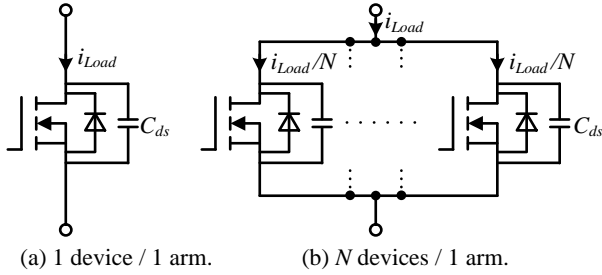 i_Load
i_Load
i_Load/N
i_Load/N
C_ds
C_ds
(a) 1 device / 1 arm.
(b) N devices / 1 arm.